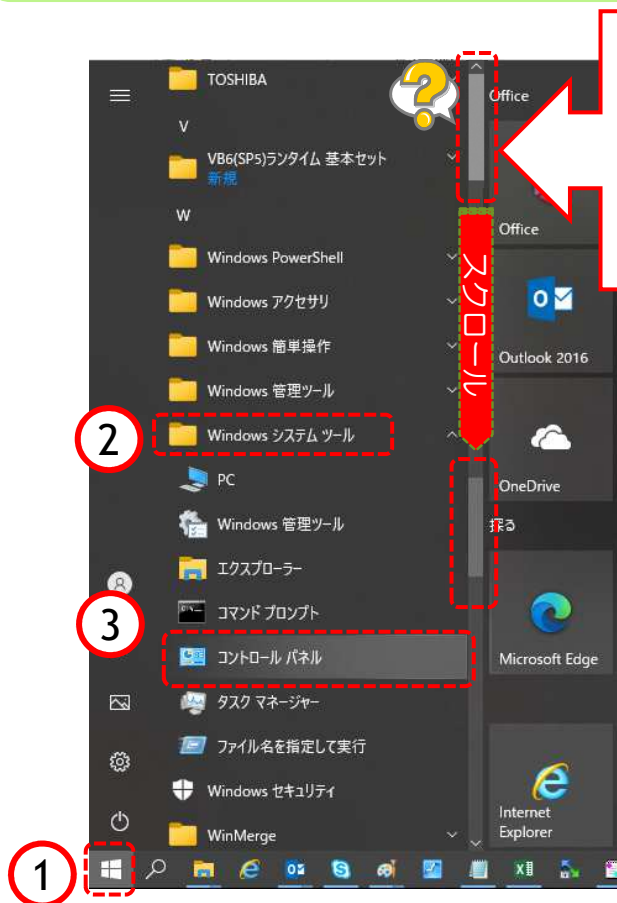 TOSHIBA
V
VB6(SP5)ランタイム 基本セット
新規
W
Windows PowerShell
Windows アクセサリ
Windows 簡単操作
Windows 管理ツール
② Windows システム ツール
PC
Windows 管理ツール
エクスプローラー
コマンド プロンプト
③ コントロール パネル
タスク マネージャー
ファイル名を指定して実行
Windows セキュリティ
WinMerge
①
スクロール
Office
Office
Outlook 2016
OneDrive
探る
Microsoft Edge
Internet
Explorer